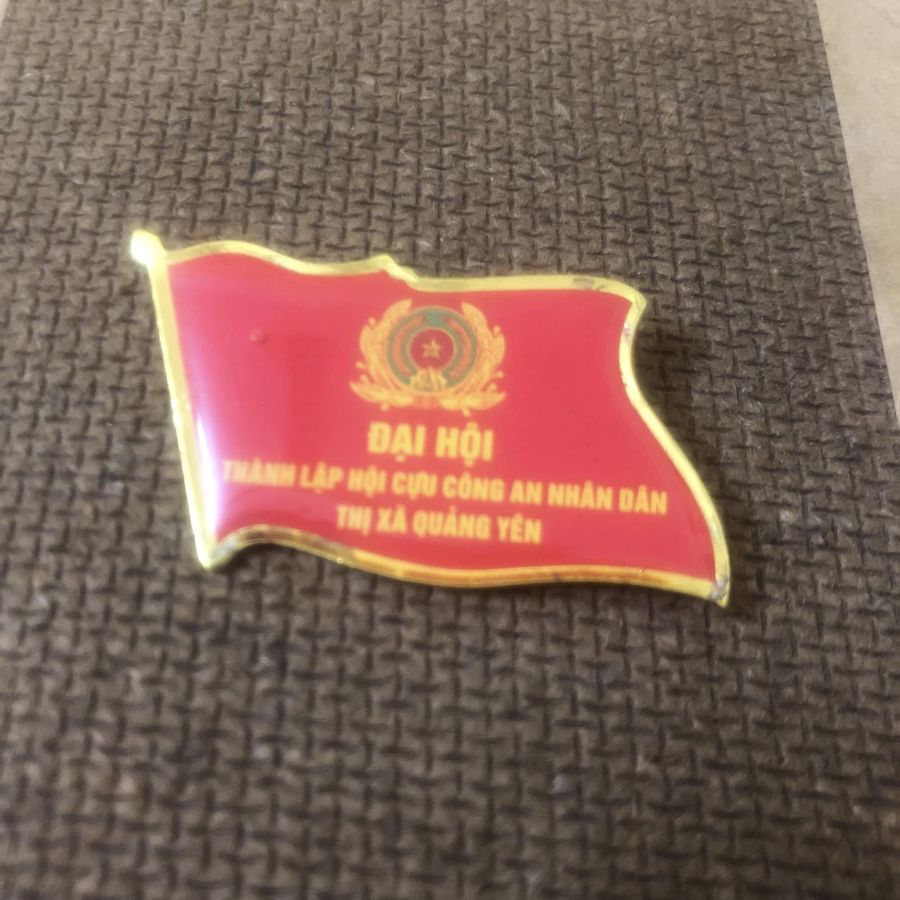 ĐẠI HỘI
THÀNH LẬP HỘI CỰU CÔNG AN NHÂN DÂN
THỊ XÃ QUẢNG YÊN